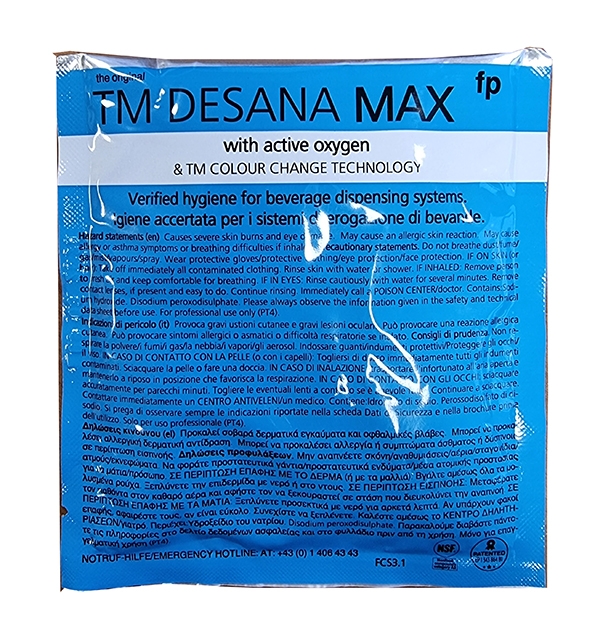 the original
TM DESANA MAX fp
with active oxygen
& TM COLOUR CHANGE TECHNOLOGY
Verified hygiene for beverage dispensing systems.
giene accertata per i sistemi d'erogazione di bevande.
Hazard statements (en) Causes severe skin burns and eye May cause an allergic skin reaction. May cause
allergy or asthma symptoms or breathing difficulties if inhaled. Precautionary statements. Do not breathe dust/fume/
gas/mist/vapours/spray. Wear protective gloves/protective clothing/eye protection/face protection. IF ON SKIN (or
hair): Take off immediately all contaminated clothing. Rinse skin with water or shower. IF INHALED: Remove person
to and keep comfortable for breathing. IF IN EYES: Rinse cautiously with water for several minutes. Remove
contact lenses, if present and easy to do. Continue rinsing. Immediately call a POISON CENTER/doctor. Contains: Sod-
ium hydroxide. Disodium peroxodisulphate. Please always observe the information given in the safety and technical
data sheet before use. For professional use only (PT4).
Indicazioni di pericolo (it) Provoca gravi ustioni cutanee e gravi lesioni oculari. Può provocare una reazione allergica
cutanea. Può provocare sintomi allergici o asmatici o difficoltà respiratorie se inalato. Consigli di prudenza. Non re-
spirare la polvere/i fumi/i gas/la nebbia/i vapori/gli aerosol. Indossare guanti/indumenti protettivi/Proteggere gli occhi/
il viso. IN CASO DI CONTATTO CON LA PELLE (o con i capelli): Togliersi di dosso immediatamente tutti gli indumenti
contaminati. Sciacquare la pelle o fare una doccia. IN CASO DI INALAZIONE: Trasportare l'infortunato all'aria aperta e
mantenerlo a riposo in posizione che favorisca la respirazione. IN CASO DI CONTATTO CON GLI OCCHI: sciacquare
accuratamente per parecchi minuti. Togliere le eventuali lenti a contatto se è agevole farlo. Continuare a sciacquare.
Contattare immediatamente un CENTRO ANTIVELENI/un medico. Contiene: Idrossido di sodio. Perossodisolfato di di-
sodio. Si prega di osservare sempre le indicazioni riportate nella scheda Dati di Sicurezza e nella brochure prima
dell'utilizzo. Solo per uso professionale (PT4).
Δηλώσεις κινδύνου (el) Προκαλεί σοβαρά δερματικά εγκαύματα και οφθαλμικές βλάβες. Μπορεί να προκα-
λέσει αλλεργική δερματική αντίδραση. Μπορεί να προκαλέσει αλλεργία ή συμπτώματα άσθματος ή δύσπνοια
σε περίπτωση εισπνοής. Δηλώσεις προφυλάξεων. Μην αναπνέετε σκόνη/αναθυμιάσεις/αέρια/σταγονίδια/
ατμούς/εκνεφώματα. Να φοράτε προστατευτικά γάντια/προστατευτικά ενδύματα/μέσα ατομικής προστασίας
για τα μάτια/πρόσωπο. ΣΕ ΠΕΡΙΠΤΩΣΗ ΕΠΑΦΗΣ ΜΕ ΤΟ ΔΕΡΜΑ (ή με τα μαλλιά): Βγάλτε αμέσως όλα τα μο-
λυσμένα ρούχα. Ξεπλύνετε την επιδερμίδα με νερό ή στο ντους. ΣΕ ΠΕΡΙΠΤΩΣΗ ΕΙΣΠΝΟΗΣ: Μεταφέρατε
τον παθόντα στον καθαρό αέρα και αφήστε τον να ξεκουραστεί σε στάση που διευκολύνει την αναπνοή. ΣΕ
ΠΕΡΙΠΤΩΣΗ ΕΠΑΦΗΣ ΜΕ ΤΑ ΜΑΤΙΑ: Ξεπλύνετε προσεκτικά με νερό για αρκετά λεπτά. Αν υπάρχουν φακοί
επαφής, αφαιρέστε τους, αν είναι εύκολο. Συνεχίστε να ξεπλένετε. Καλέστε αμέσως το ΚΕΝΤΡΟ ΔΗΛΗΤΗ-
ΡΙΑΣΕΩΝ/γιατρό. Περιέχει: Υδροξείδιο του νατρίου. Disodium peroxodisulphate. Παρακαλούμε διαβάστε πάντο-
τε τις πληροφορίες στο δελτίο δεδομένων ασφαλείας και στο φυλλάδιο πριν από τη χρήση. Μόνο για επαγ-
γελματική χρήση (PT4).
NOTRUF-HILFE/EMERGENCY HOTLINE: AT: +43 (0) 1 406 43 43
FCS3.1
NSF
PATENTED